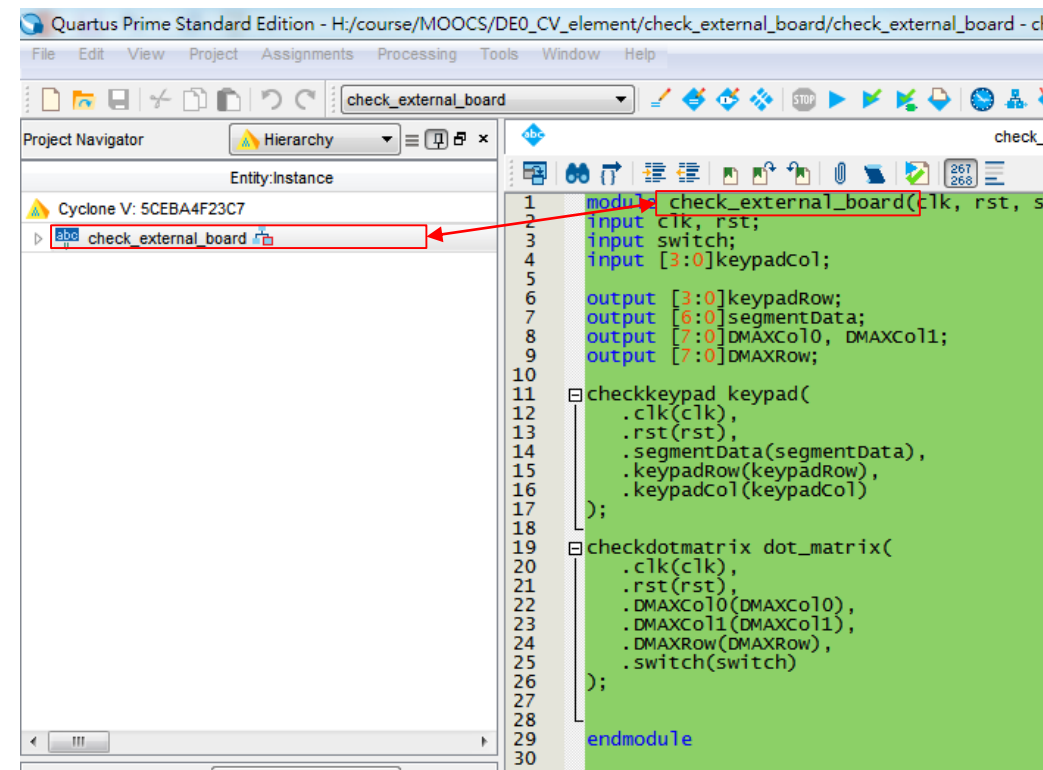 Quartus Prime Standard Edition - H:/course/MOOCS/DE0_CV_element/check_external_board/check_external_board - c
File Edit View Project Assignments Processing Tools Window Help
check_external_board
STOP
Project Navigator
Hierarchy
abc
check_
Entity:Instance
267
268
Cyclone V: 5CEBA4F23C7
abc check_external_board
1 module check_external_board(clk, rst, s
2 input clk, rst;
3 input switch;
4 input [3:0]keypadCol;
5
6 output [3:0]keypadRow;
7 output [6:0]segmentData;
8 output [7:0]DMAXCol0, DMAXCol1;
9 output [7:0]DMAXRow;
10
11 checkkeypad keypad(
12 .clk(clk),
13 .rst(rst),
14 .segmentData(segmentData),
15 .keypadRow(keypadRow),
16 .keypadCol(keypadCol)
17 );
18
19 checkdotmatrix dot_matrix(
20 .clk(clk),
21 .rst(rst),
22 .DMAXCol0(DMAXCol0),
23 .DMAXCol1(DMAXCol1),
24 .DMAXRow(DMAXRow),
25 .switch(switch)
26 );
27
28
29 endmodule
30